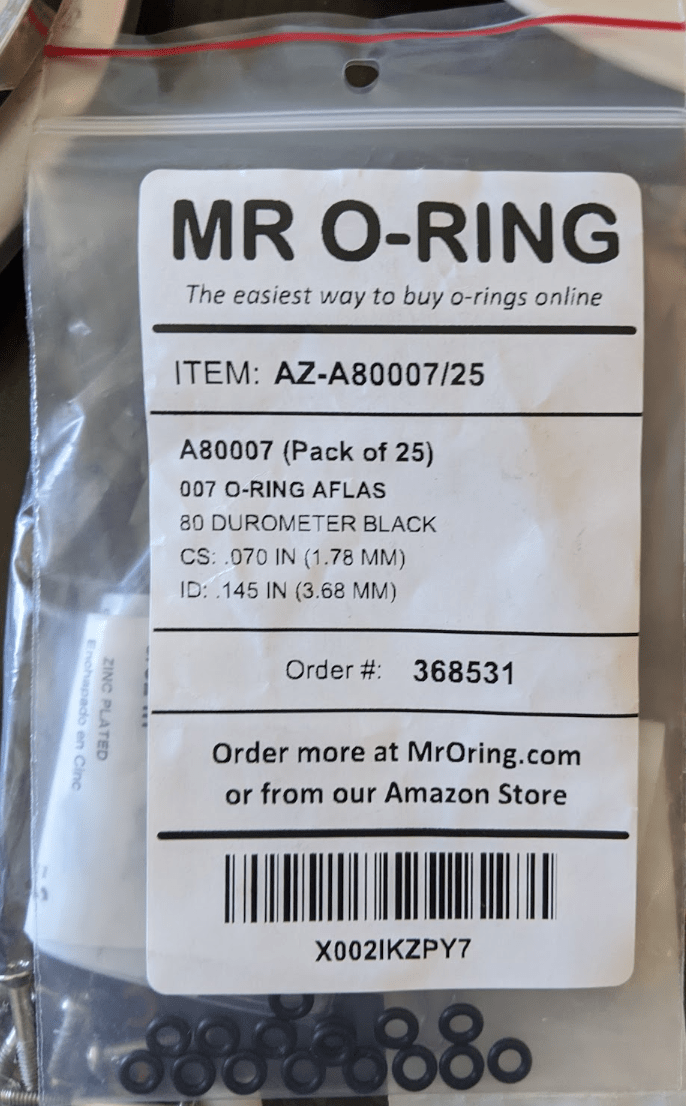 MR O-RING
The easiest way to buy o-rings online
ITEM: AZ-A80007/25
A80007 (Pack of 25)
007 O-RING AFLAS
80 DUROMETER BLACK
CS: .070 IN (1.78 MM)
ID: .145 IN (3.68 MM)
Order #: 368531
Order more at MrOring.com
or from our Amazon Store
X002IKZPY7
ZINC PLATED
Enchapado en Cinc